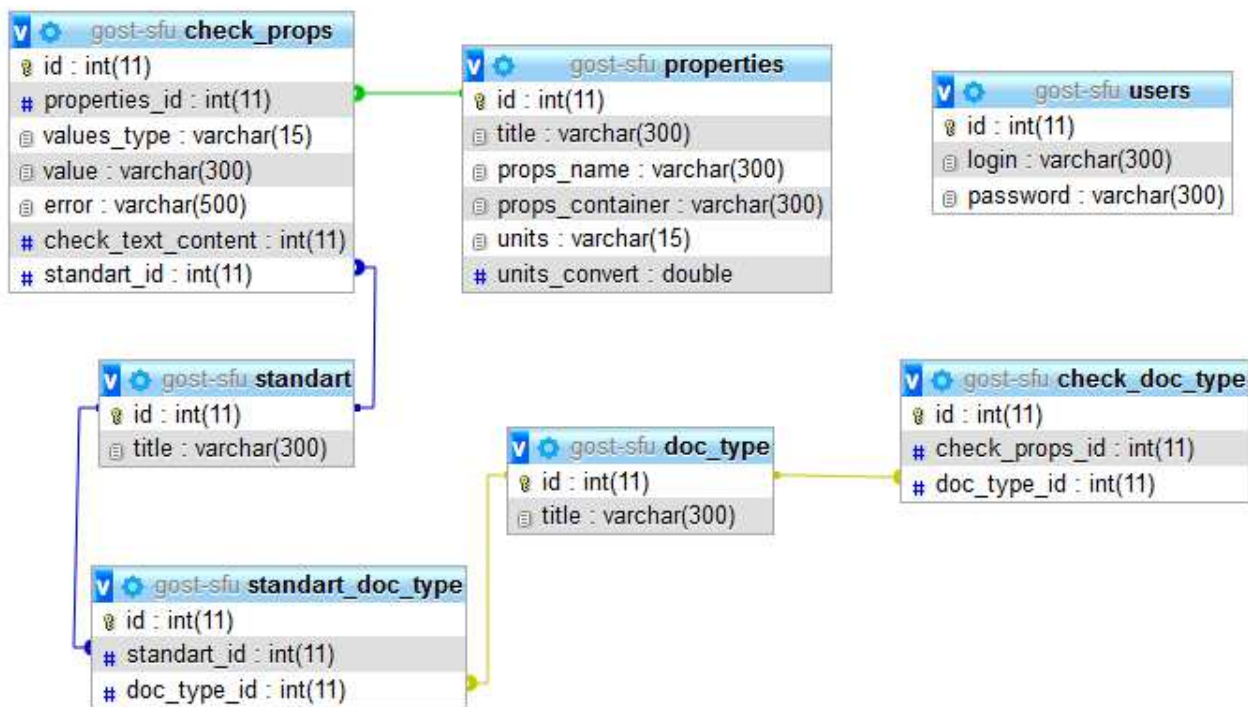 v gost-sfu check_props
id : int(11)
# properties_id : int(11)
values_type : varchar(15)
value : varchar(300)
error : varchar(500)
# check_text_content : int(11)
# standart_id : int(11)
v gost-sfu properties
id : int(11)
title : varchar(300)
props_name : varchar(300)
props_container : varchar(300)
units : varchar(15)
# units_convert : double
v gost-sfu users
id : int(11)
login : varchar(300)
password : varchar(300)
v gost-sfu standart
id : int(11)
title : varchar(300)
v gost-sfu doc_type
id : int(11)
title : varchar(300)
v gost-sfu check_doc_type
id : int(11)
# check_props_id : int(11)
# doc_type_id : int(11)
v gost-sfu standart_doc_type
id : int(11)
# standart_id : int(11)
# doc_type_id : int(11)